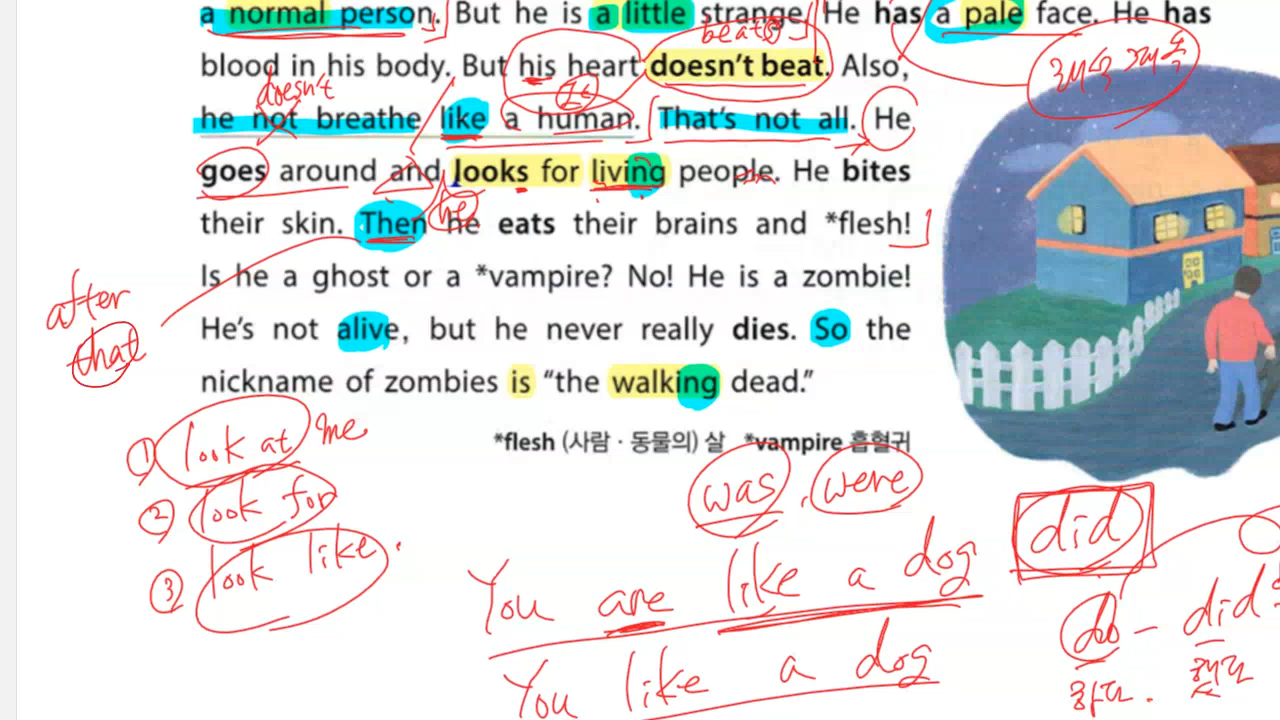 a normal person. But he is a little strange. He has a pale face. He has
beats
blood in his body. But his heart doesn't beat. Also,
doesn't
he not breathe like a human. That's not all. He
goes around and looks for living people. He bites
he
their skin. Then he eats their brains and *flesh!
Is he a ghost or a *vampire? No! He is a zombie!
after
that
He's not alive, but he never really dies. So the
nickname of zombies is “the walking dead.”
*flesh (사람·동물의) 살 *vampire 흡혈귀
① look at me
② look for
③ look like.
was, were
did
You are like a dog
do – did
하다. 했다
You like a dog